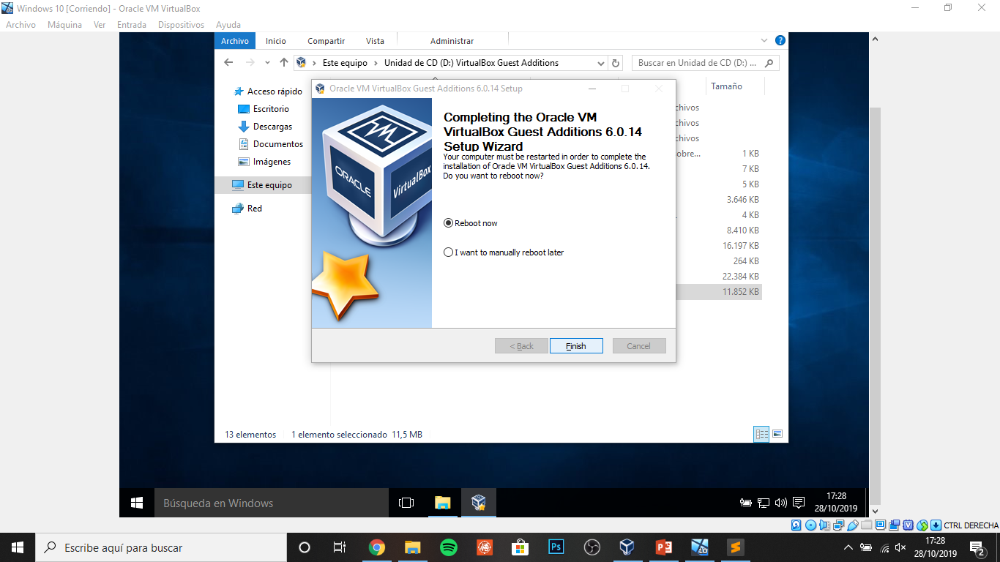 Windows 10 [Corriendo] - Oracle VM VirtualBox
Archivo Máquina Ver Entrada Dispositivos Ayuda
Archivo Inicio Compartir Vista Administrar
Este equipo Unidad de CD (D:) VirtualBox Guest Additions
Buscar en Unidad de CD (D:) ...
Acceso rápido
Escritorio
Descargas
Documentos
Imágenes
Este equipo
Red
Tamaño
chivos
chivos
chivos
obre... 1 KB
7 KB
5 KB
3.646 KB
4 KB
8.410 KB
16.197 KB
264 KB
22.384 KB
11.852 KB
Oracle VM VirtualBox Guest Additions 6.0.14 Setup
ORACLE VirtualBox
Completing the Oracle VM
VirtualBox Guest Additions 6.0.14
Setup Wizard
Your computer must be restarted in order to complete the
installation of Oracle VM VirtualBox Guest Additions 6.0.14.
Do you want to reboot now?
Reboot now
I want to manually reboot later
< Back Finish Cancel
13 elementos 1 elemento seleccionado 11,5 MB
Búsqueda en Windows
17:28
28/10/2019
CTRL DERECHA
Escribe aquí para buscar
Ps
10
17:28
28/10/2019
2